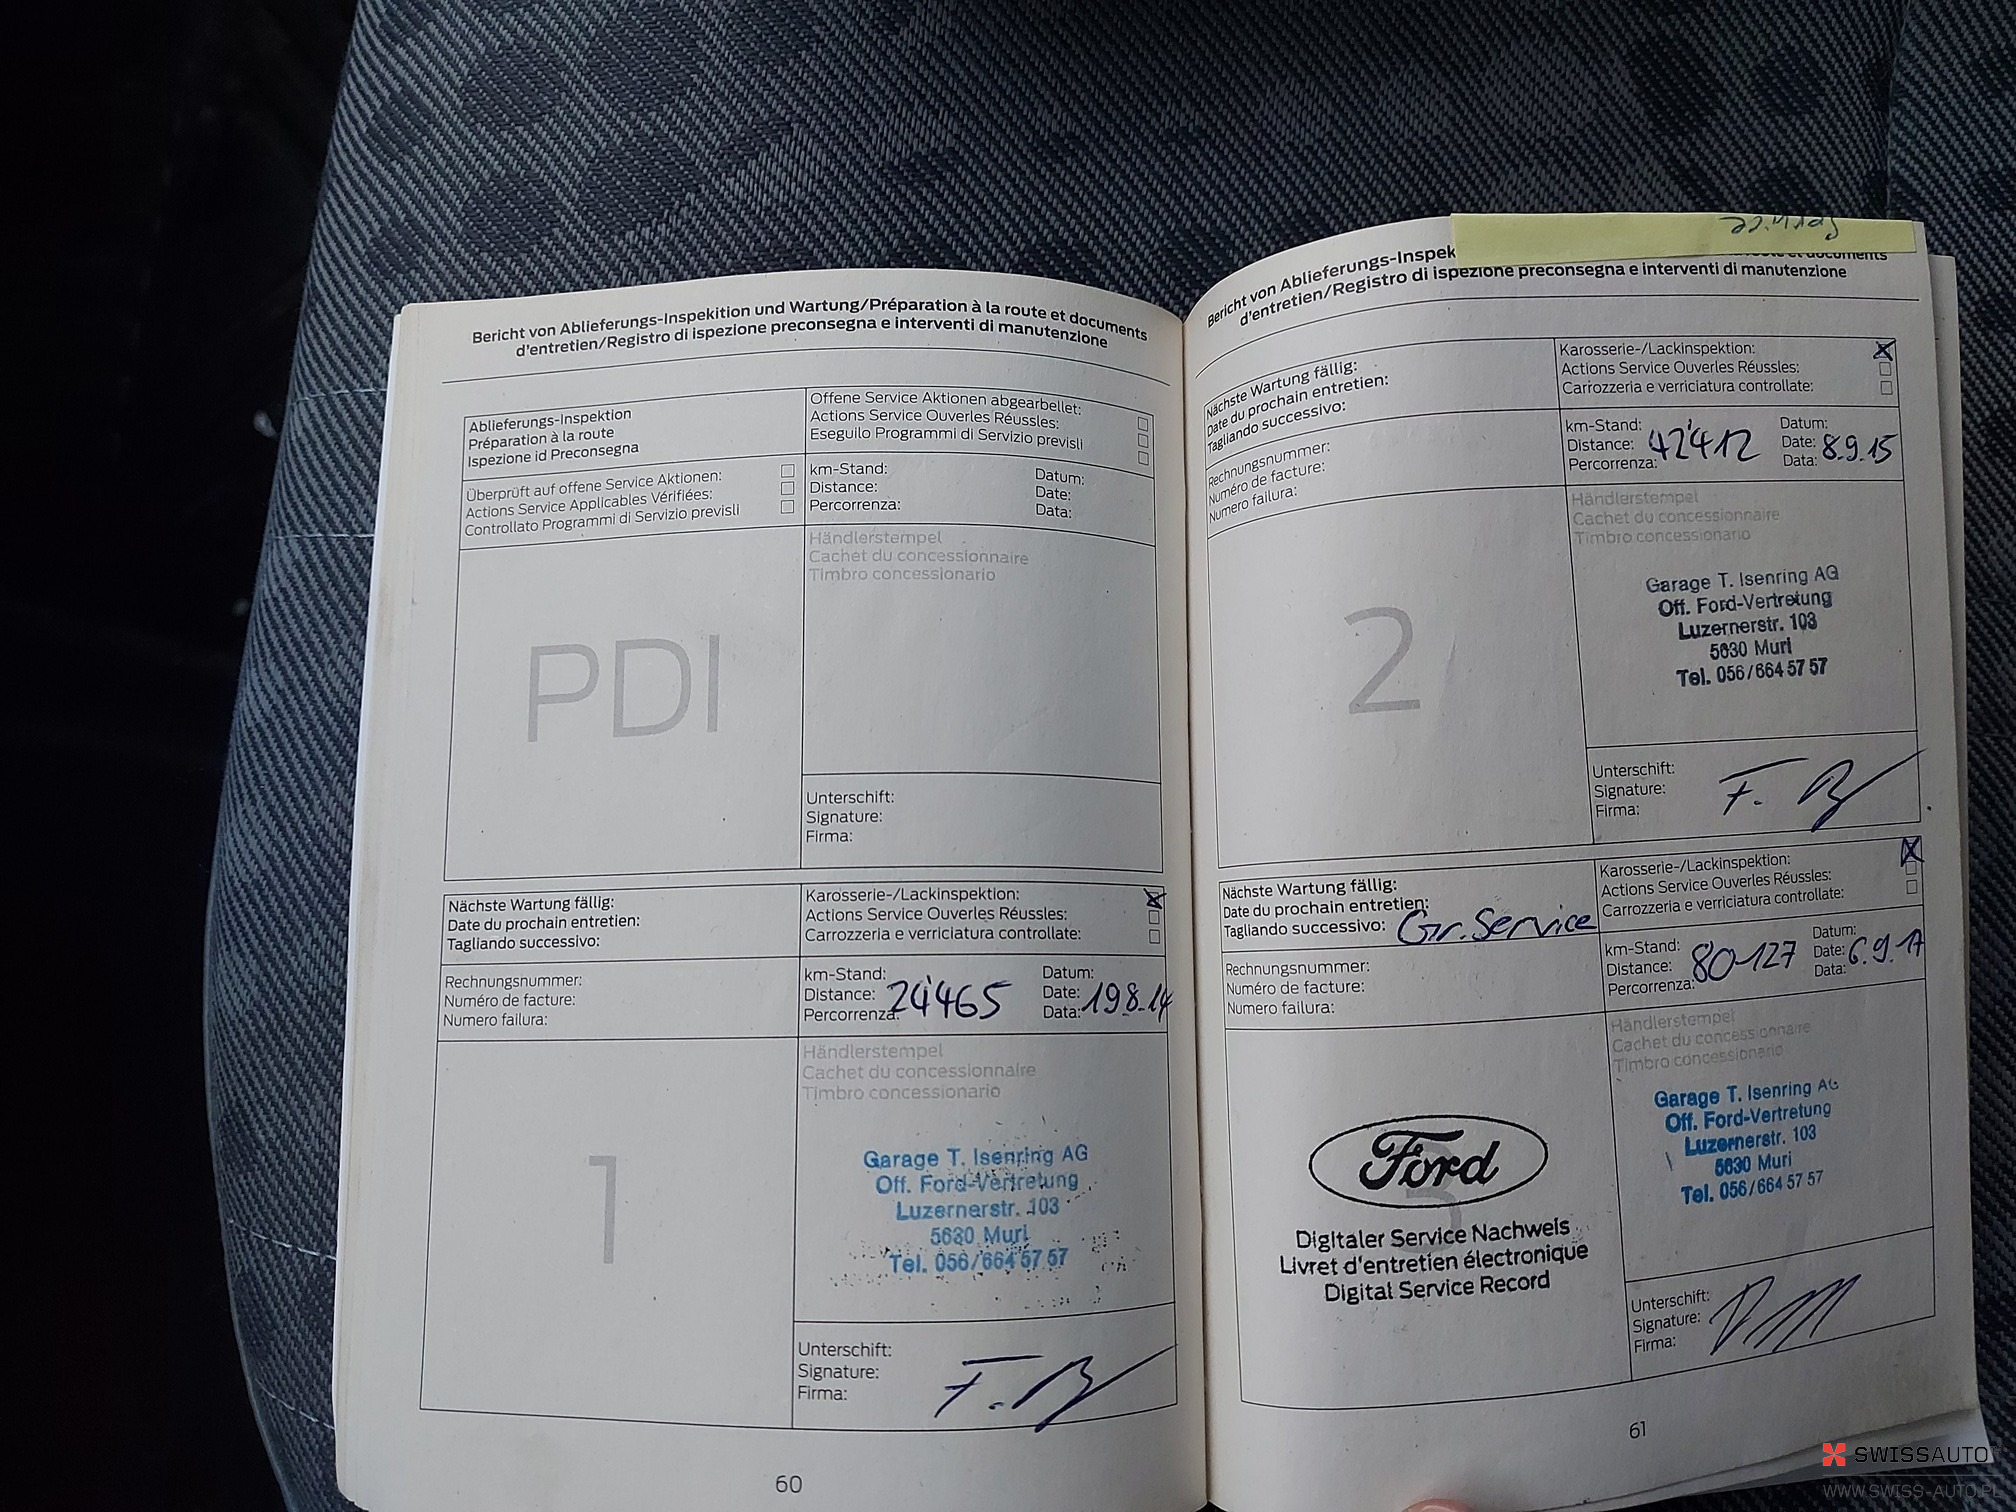 Bericht von Ablieferungs-Inspekition und Wartung/Préparation à la route et documents
d'entretien/Registro di ispezione preconsegna e interventi di manutenzione
Ablieferungs-Inspektion
Préparation à la route
Ispezione id Preconsegna
Offene Service Aktionen abgearbellet:
Actions Service Ouverles Réussles:
Eseguilo Programmi di Servizio previsli
Überprüft auf offene Service Aktionen:
Actions Service Applicables Vérifiées:
Controllato Programmi di Servizio previsli
km-Stand:
Distance:
Percorrenza:
Datum:
Date:
Data:
PDI
Händlerstempel
Cachet du concessionnaire
Timbro concessionario
Unterschift:
Signature:
Firma:
Nächste Wartung fällig:
Date du prochain entretien:
Tagliando successivo:
Karosserie-/Lackinspektion:
Actions Service Ouverles Réussles:
Carrozzeria e verriciatura controllate:
Rechnungsnummer:
Numéro de facture:
Numero failura:
km-Stand:
Distance: 24'465
Percorrenza:
Datum:
Date: 19.8.14
Data:
1
Händlerstempel
Cachet du concessionnaire
Timbro concessionario
Garage T. Isenring AG
Off. Ford-Vertretung
Luzernerstr. 103
5630 Muri
Tel. 056/664 57 57
Unterschift:
Signature:
Firma:
60
Bericht von Ablieferungs-Inspek
route et documents
d'entretien/Registro di ispezione preconsegna e interventi di manutenzione
Nächste Wartung fällig:
Date du prochain entretien:
Tagliando successivo:
Karosserie-/Lackinspektion:
Actions Service Ouverles Réussles:
Carrozzeria e verriciatura controllate:
Rechnungsnummer:
Numéro de facture:
Numero failura:
km-Stand:
Distance: 42'412
Percorrenza:
Datum:
Date: 8.9.15
Data:
2
Händlerstempel
Cachet du concessionnaire
Timbro concessionario
Garage T. Isenring AG
Off. Ford-Vertretung
Luzernerstr. 103
5630 Muri
Tel. 056/664 57 57
Unterschift:
Signature:
Firma:
Nächste Wartung fällig:
Date du prochain entretien:
Tagliando successivo: Gr. Service
Karosserie-/Lackinspektion:
Actions Service Ouverles Réussles:
Carrozzeria e verriciatura controllate:
Rechnungsnummer:
Numéro de facture:
Numero failura:
km-Stand:
Distance: 80127
Percorrenza:
Datum:
Date: 6.9.17
Data:
3
Ford
Digitaler Service Nachweis
Livret d'entretien électronique
Digital Service Record
Händlerstempel
Cachet du concessionnaire
Timbro concessionario
Garage T. Isenring AG
Off. Ford-Vertretung
Luzernerstr. 103
5630 Muri
Tel. 056/664 57 57
Unterschift:
Signature:
Firma:
61
SWISSAUTO
WWW.SWISS-AUTO.PL